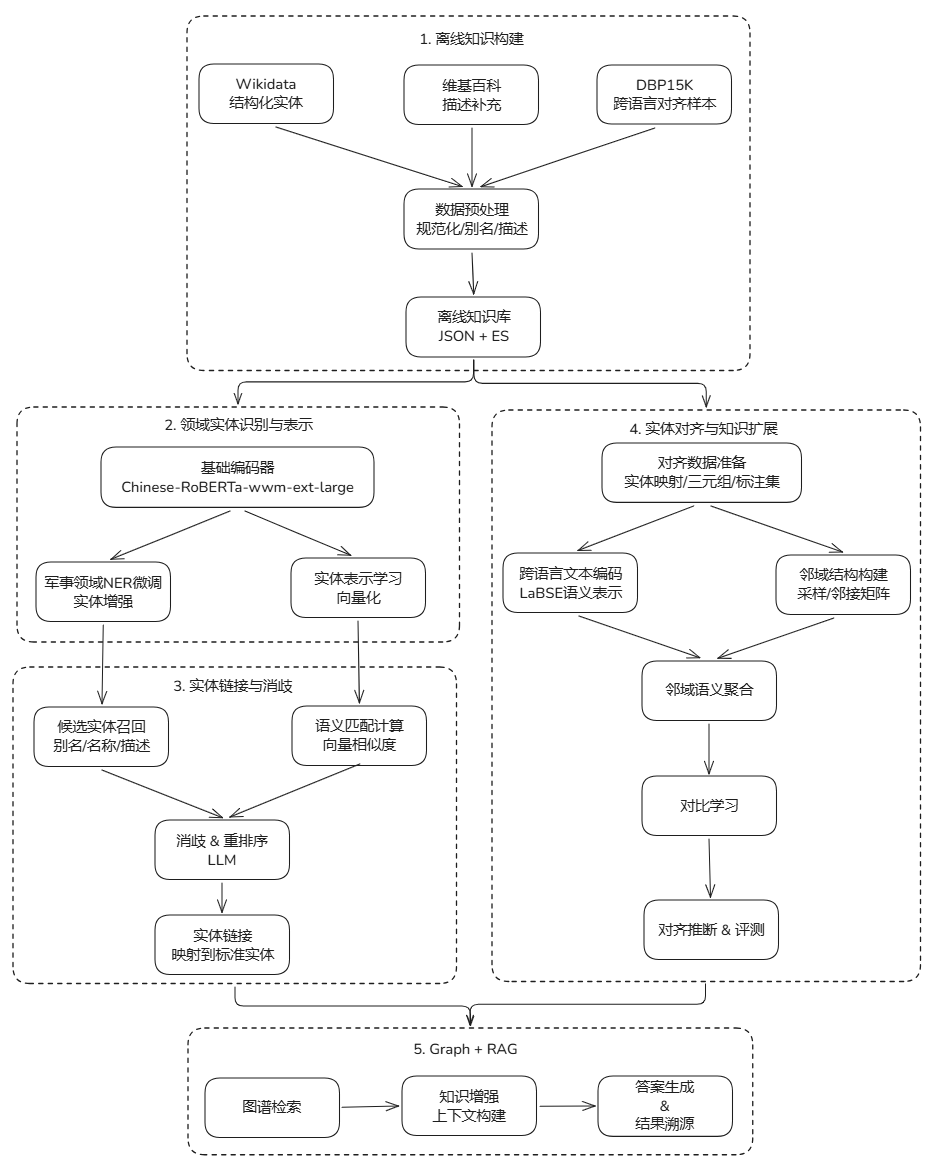 1. 离线知识构建
Wikidata
结构化实体
维基百科
描述补充
DBP15K
跨语言对齐样本
数据预处理
规范化/别名/描述
离线知识库
JSON + ES
2. 领域实体识别与表示
基础编码器
Chinese-RoBERTa-wwm-ext-large
军事领域NER微调
实体增强
实体表示学习
向量化
3. 实体链接与消歧
候选实体召回
别名/名称/描述
语义匹配计算
向量相似度
消歧 & 重排序
LLM
实体链接
映射到标准实体
4. 实体对齐与知识扩展
对齐数据准备
实体映射/三元组/标注集
跨语言文本编码
LaBSE语义表示
邻域结构构建
采样/邻接矩阵
邻域语义聚合
对比学习
对齐推断 & 评测
5. Graph + RAG
图谱检索
知识增强
上下文构建
答案生成
&
结果溯源